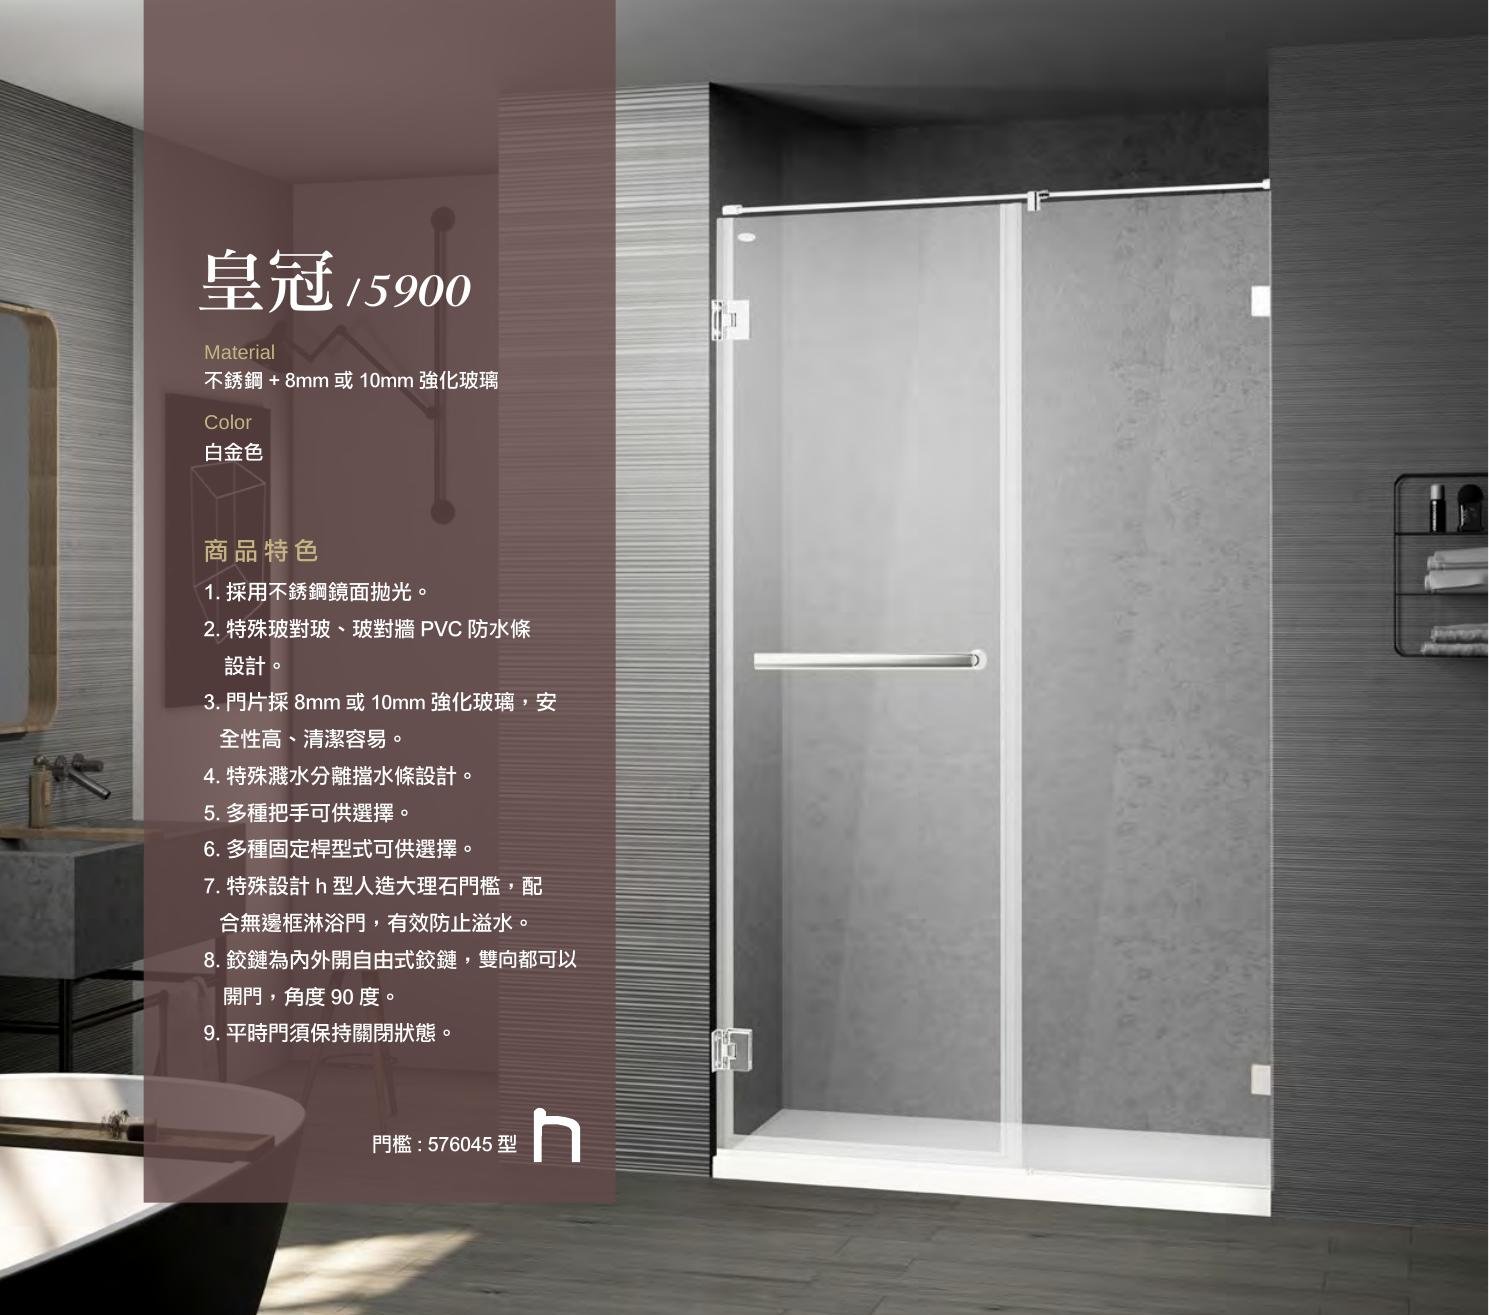 皇冠 /5900
Material
不銹鋼 + 8mm 或 10mm 強化玻璃
Color
白金色
商品特色
1. 採用不銹鋼鏡面拋光。
2. 特殊玻對玻、玻對牆 PVC 防水條
設計。
3. 門片採 8mm 或 10mm 強化玻璃，安
全性高、清潔容易。
4. 特殊濺水分離擋水條設計。
5. 多種把手可供選擇。
6. 多種固定桿型式可供選擇。
7. 特殊設計 h 型人造大理石門檻，配
合無邊框淋浴門，有效防止溢水。
8. 鉸鏈為內外開自由式鉸鏈，雙向都可以
開門，角度 90 度。
9. 平時門須保持關閉狀態。
門檻 : 576045 型 h